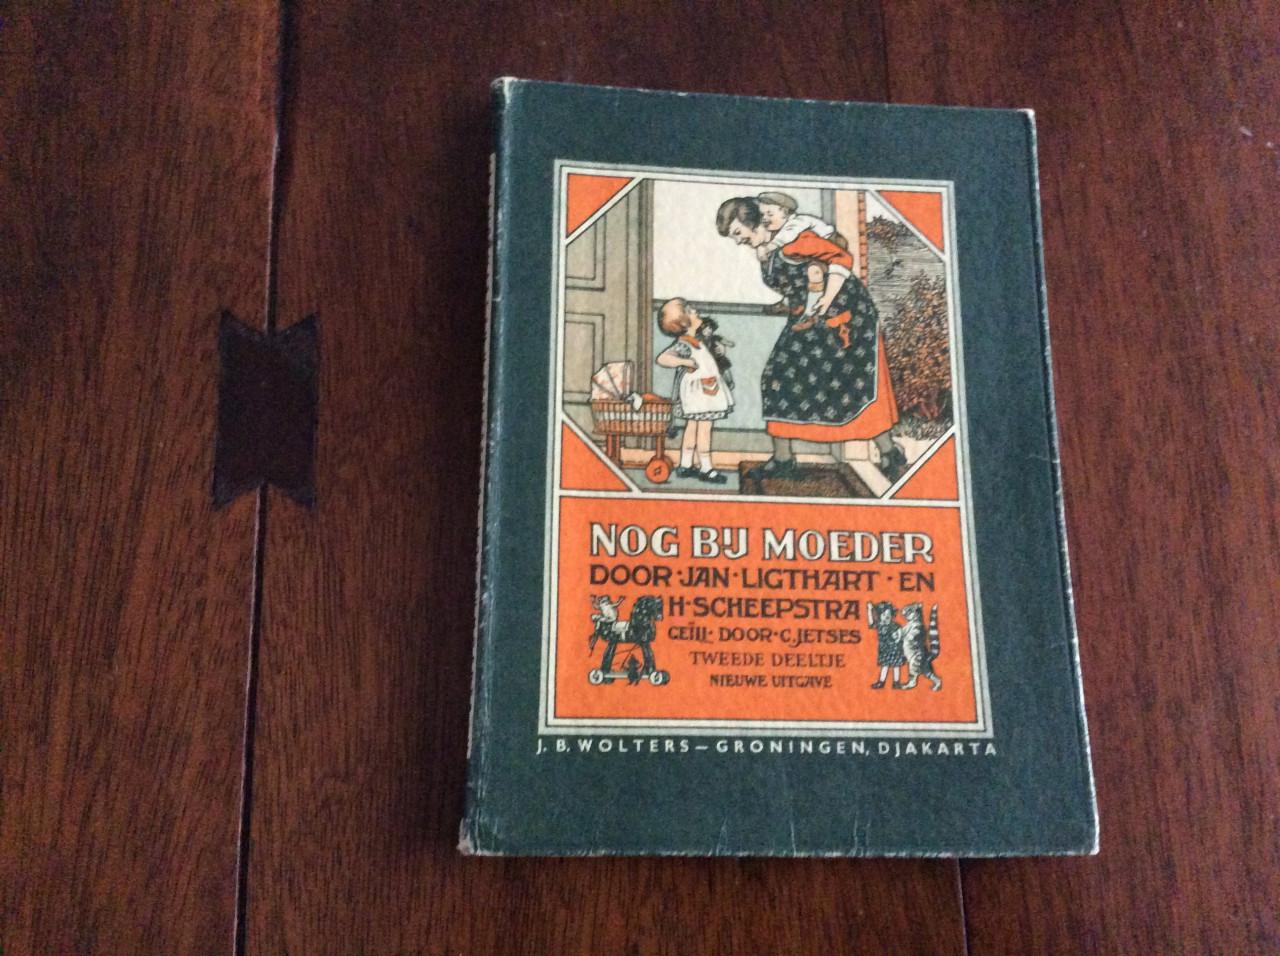 NOG BIJ MOEDER
DOOR·JAN·LIGTHART·EN
H·SCHEEPSTRA
GEÏLL·DOOR·C.JETSES
TWEEDE DEELTJE
NIEUWE UITGAVE
J. B. WOLTERS — GRONINGEN, DJAKARTA